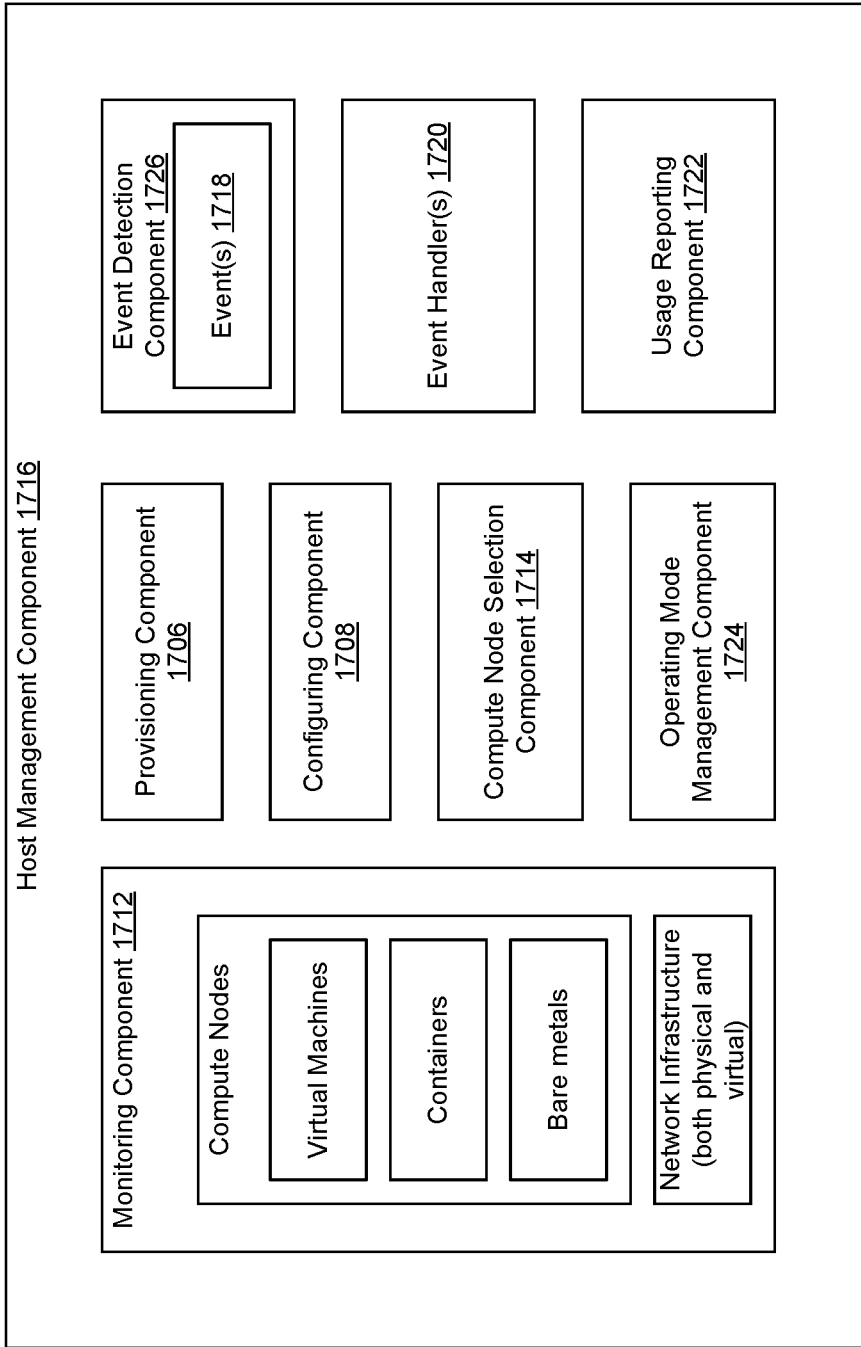 Host Management Component 1716
Monitoring Component 1712
Compute Nodes
Virtual Machines
Containers
Bare metals
Network Infrastructure
(both physical and
virtual)
Provisioning Component
1706
Configuring Component
1708
Compute Node Selection
Component 1714
Operating Mode
Management Component
1724
Event Detection
Component 1726
Event(s) 1718
Event Handler(s) 1720
Usage Reporting
Component 1722